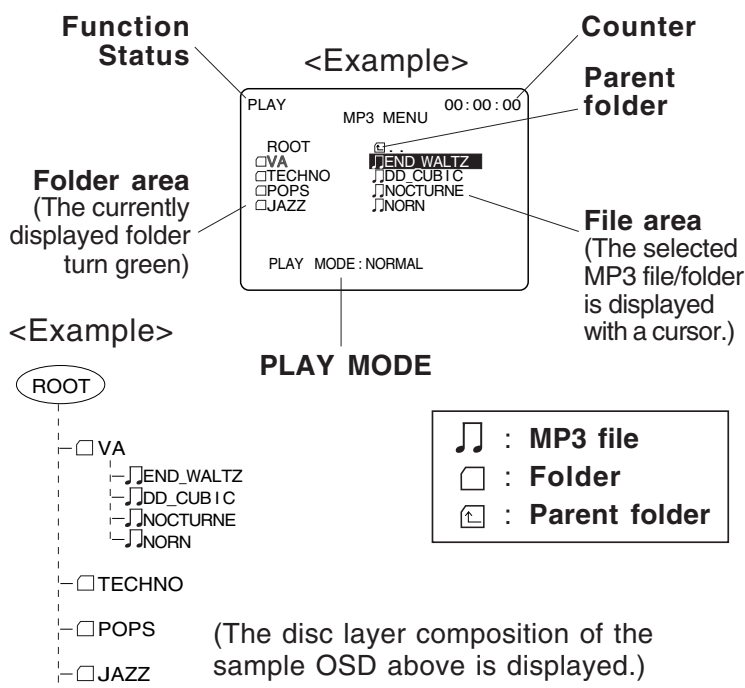 Function
Status
<Example>
Counter
Parent
folder
PLAY
00:00:00
MP3 MENU
ROOT
VA
TECHNO
POPS
JAZZ
..
END_WALTZ
DD_CUBIC
NOCTURNE
NORN
PLAY MODE:NORMAL
Folder area
(The currently
displayed folder
turn green)
File area
(The selected
MP3 file/folder
is displayed
with a cursor.)
PLAY MODE
<Example>
ROOT
VA
END_WALTZ
DD_CUBIC
NOCTURNE
NORN
TECHNO
POPS
JAZZ
: MP3 file
: Folder
: Parent folder
(The disc layer composition of the
sample OSD above is displayed.)